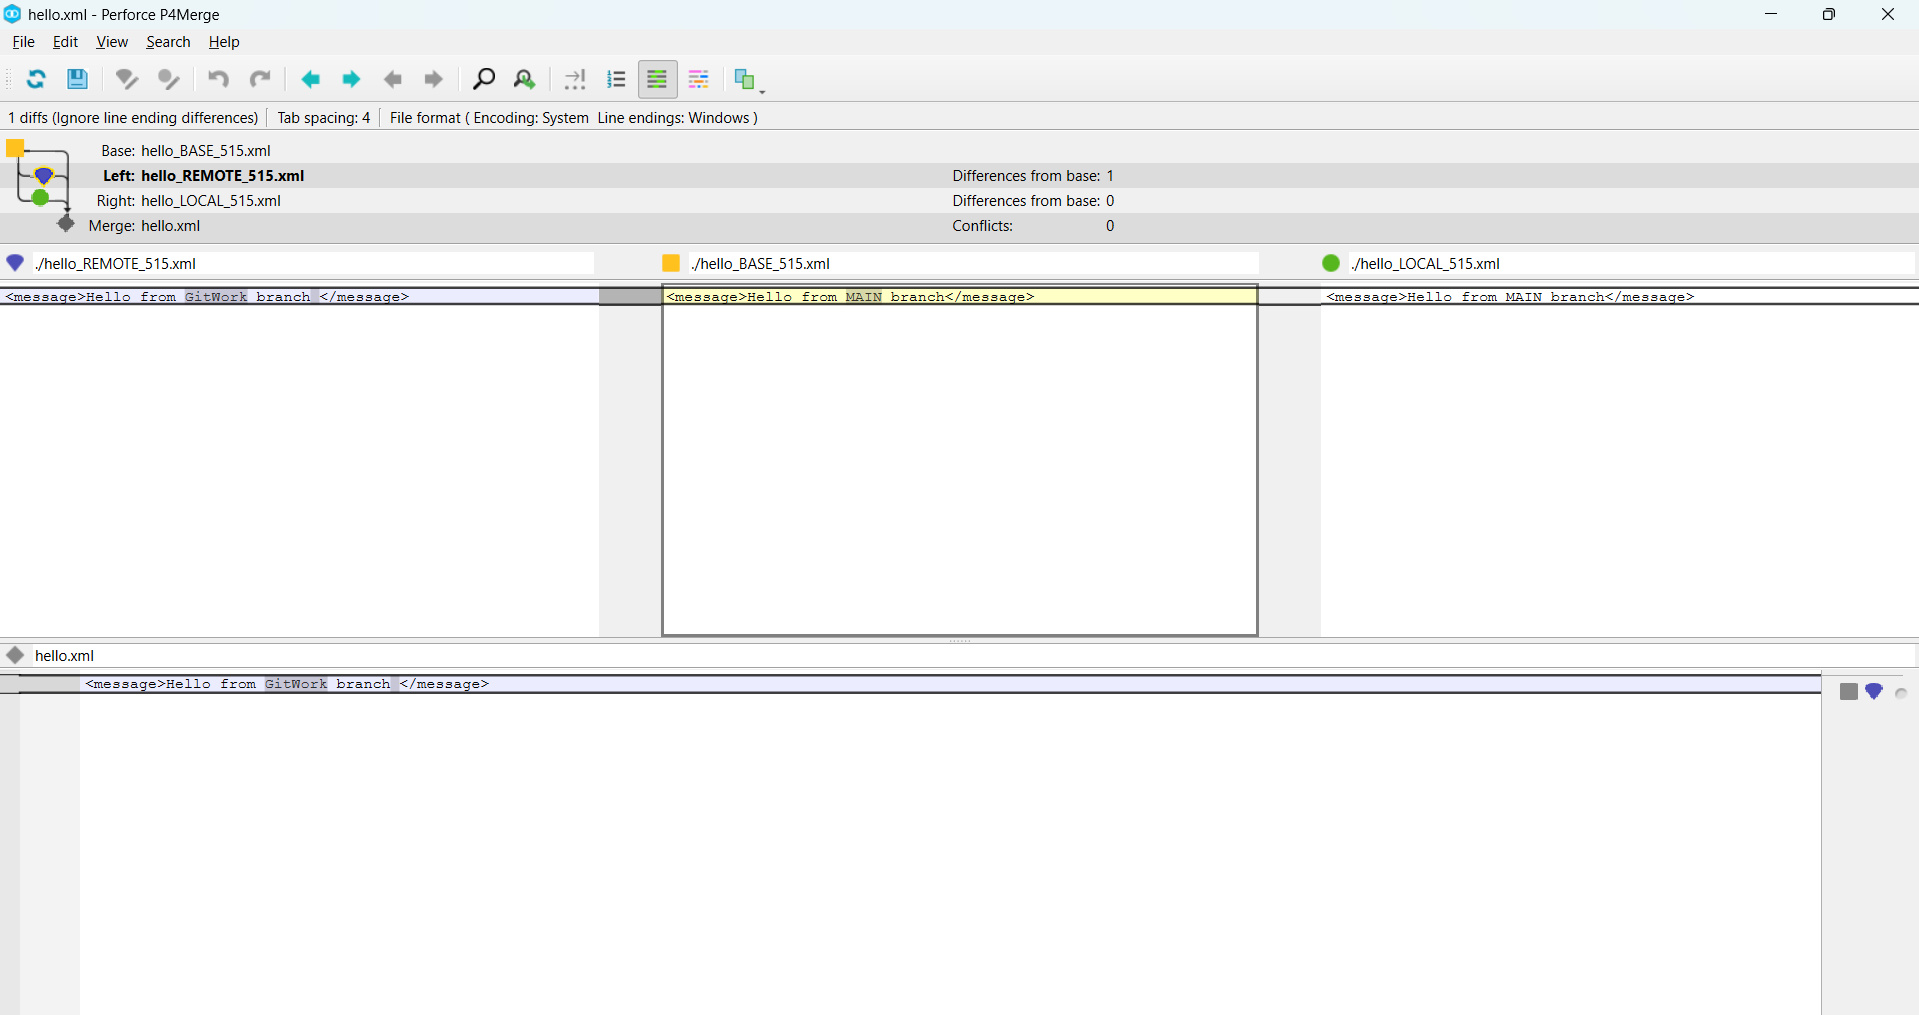 hello.xml - Perforce P4Merge
File Edit View Search Help
1 diffs (Ignore line ending differences) Tab spacing: 4 File format ( Encoding: System Line endings: Windows )
Base: hello_BASE_515.xml
Left: hello_REMOTE_515.xml Differences from base: 1
Right: hello_LOCAL_515.xml Differences from base: 0
Merge: hello.xml Conflicts: 0
./hello_REMOTE_515.xml ./hello_BASE_515.xml ./hello_LOCAL_515.xml
<message>Hello from GitWork branch </message> <message>Hello from MAIN branch</message> <message>Hello from MAIN branch</message>
hello.xml
<message>Hello from GitWork branch </message>